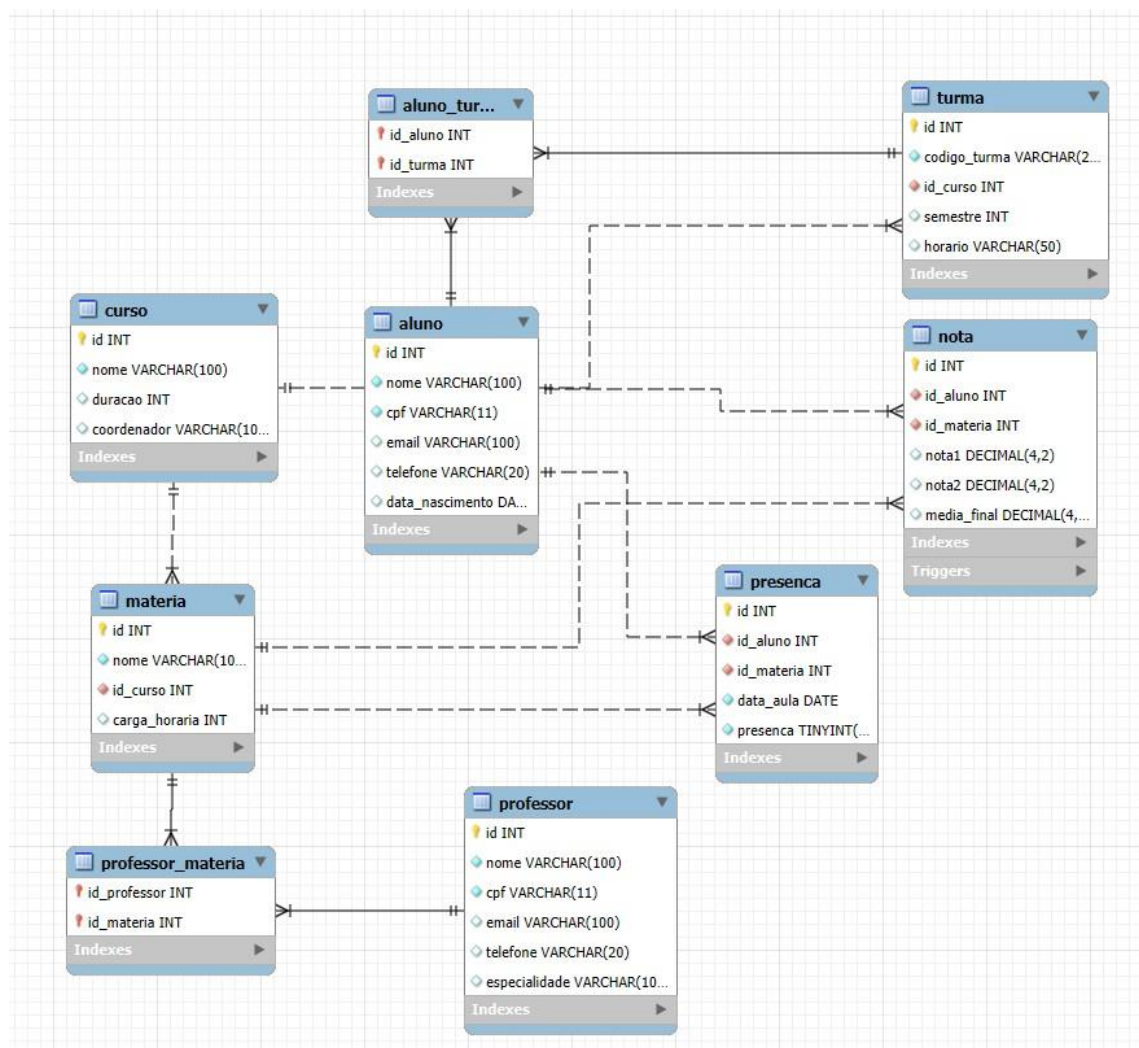 aluno_tur...
id_aluno INT
id_turma INT
Indexes
turma
id INT
codigo_turma VARCHAR(2...
id_curso INT
semestre INT
horario VARCHAR(50)
Indexes
curso
id INT
nome VARCHAR(100)
duracao INT
coordenador VARCHAR(10...
Indexes
aluno
id INT
nome VARCHAR(100)
cpf VARCHAR(11)
email VARCHAR(100)
telefone VARCHAR(20)
data_nascimento DA...
Indexes
nota
id INT
id_aluno INT
id_materia INT
nota1 DECIMAL(4,2)
nota2 DECIMAL(4,2)
media_final DECIMAL(4,...
Indexes
Triggers
materia
id INT
nome VARCHAR(10...
id_curso INT
carga_horaria INT
Indexes
presenca
id INT
id_aluno INT
id_materia INT
data_aula DATE
presenca TINYINT(...
Indexes
professor_materia
id_professor INT
id_materia INT
Indexes
professor
id INT
nome VARCHAR(100)
cpf VARCHAR(11)
email VARCHAR(100)
telefone VARCHAR(20)
especialidade VARCHAR(10...
Indexes